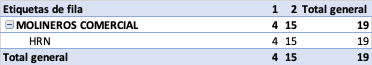 Etiquetas de fila 1 2 Total general
MOLINEROS COMERCIAL 4 15 19
HRN 4 15 19
Total general 4 15 19